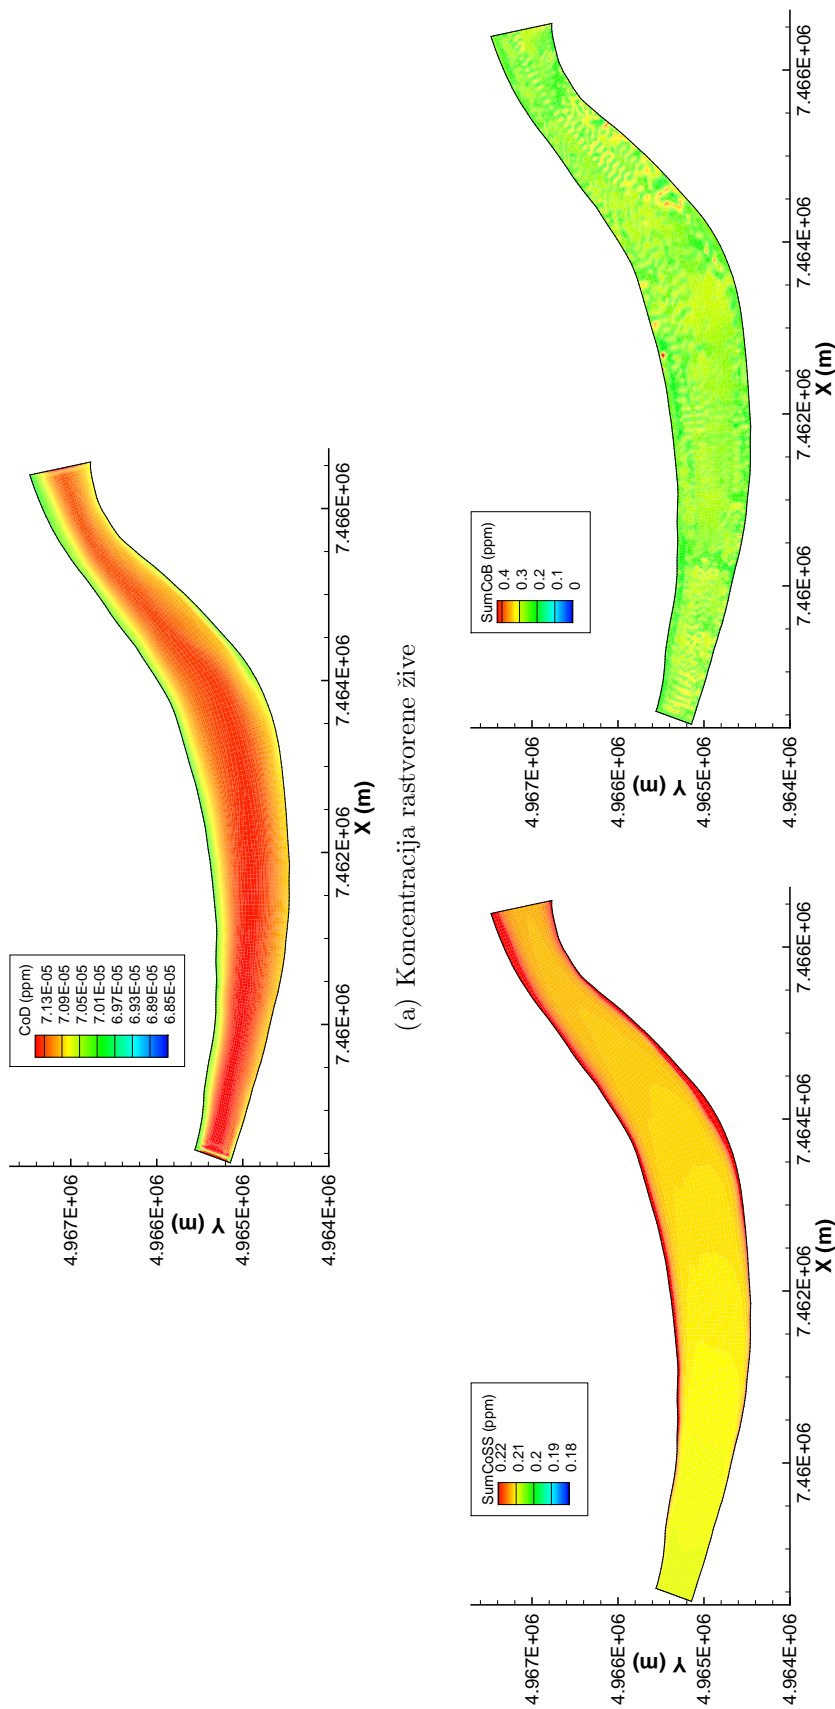 CoD (ppm)
7.13E-05
7.09E-05
7.05E-05
7.01E-05
6.97E-05
6.93E-05
6.89E-05
6.85E-05
Y (m)
4.967E+06
4.966E+06
4.965E+06
4.964E+06
7.46E+06
7.462E+06
7.464E+06
7.466E+06
X (m)
(a) Koncentracija rastvorene žive
SumCoSS (ppm)
0.22
0.21
0.2
0.19
0.18
Y (m)
4.967E+06
4.966E+06
4.965E+06
4.964E+06
7.46E+06
7.462E+06
7.464E+06
7.466E+06
X (m)
SumCoB (ppm)
0.4
0.3
0.2
0.1
0
Y (m)
4.967E+06
4.966E+06
4.965E+06
4.964E+06
7.46E+06
7.462E+06
7.464E+06
7.466E+06
X (m)